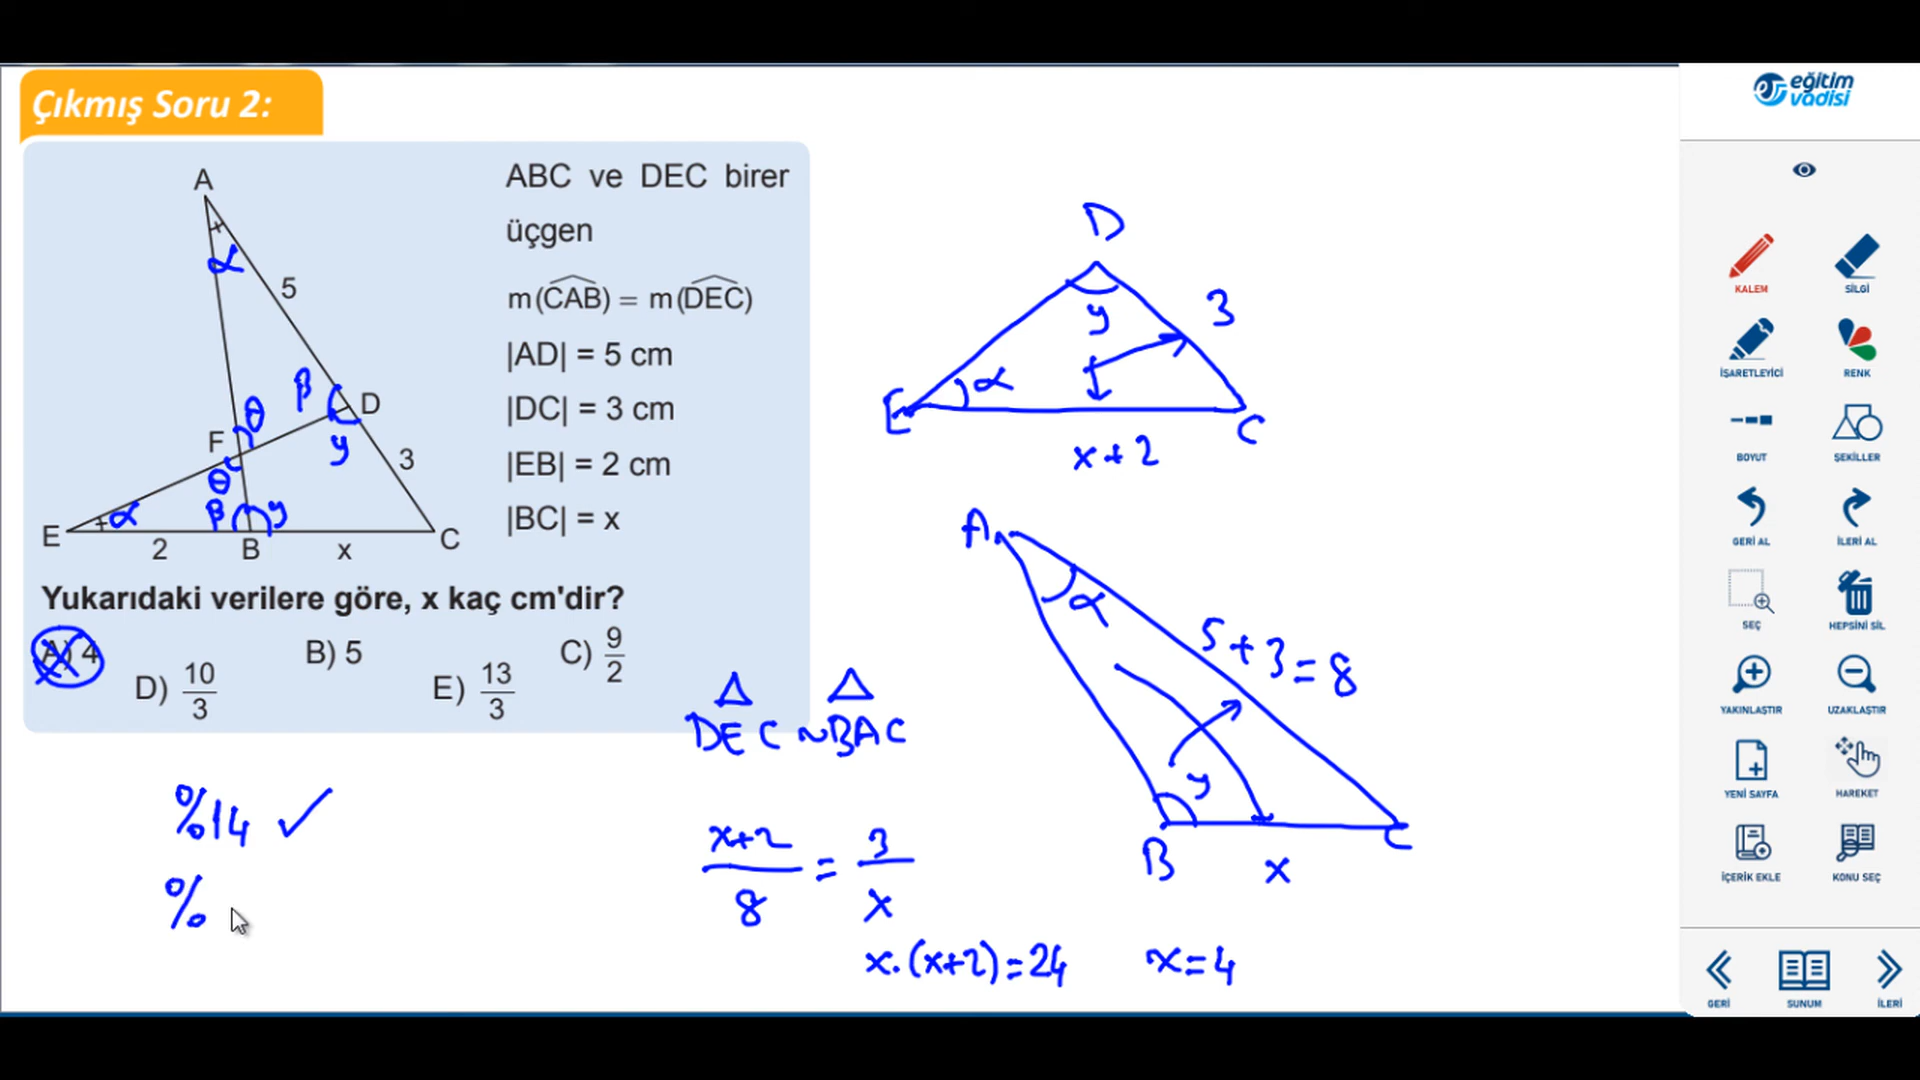 Çıkmış Soru 2:
eğitim
vadisi
A
α
5
β
θ
D
F
y
3
θ
E
α
β
y
2
B
x
C
ABC ve DEC birer
üçgen
m(CAB) = m(DEC)
|AD| = 5 cm
|DC| = 3 cm
|EB| = 2 cm
|BC| = x
Yukarıdaki verilere göre, x kaç cm'dir?
A) 4
B) 5
C) 9/2
D) 10/3
E) 13/3
D
y
3
E
α
C
x+2
A
α
5+3=8
y
B
x
C
△ △
DEC ~ BAC
x+2/8 = 3/x
x.(x+2)=24 x=4
%14 ✓
%
KALEM
SİLGİ
İŞARETLEYİCİ
RENK
BOYUT
ŞEKİLLER
GERİ AL
İLERİ AL
SEÇ
HEPSİNİ SİL
YAKINLAŞTIR
UZAKLAŞTIR
YENİ SAYFA
HAREKET
İÇERİK EKLE
KONU SEÇ
GERİ
SUNUM
İLERİ